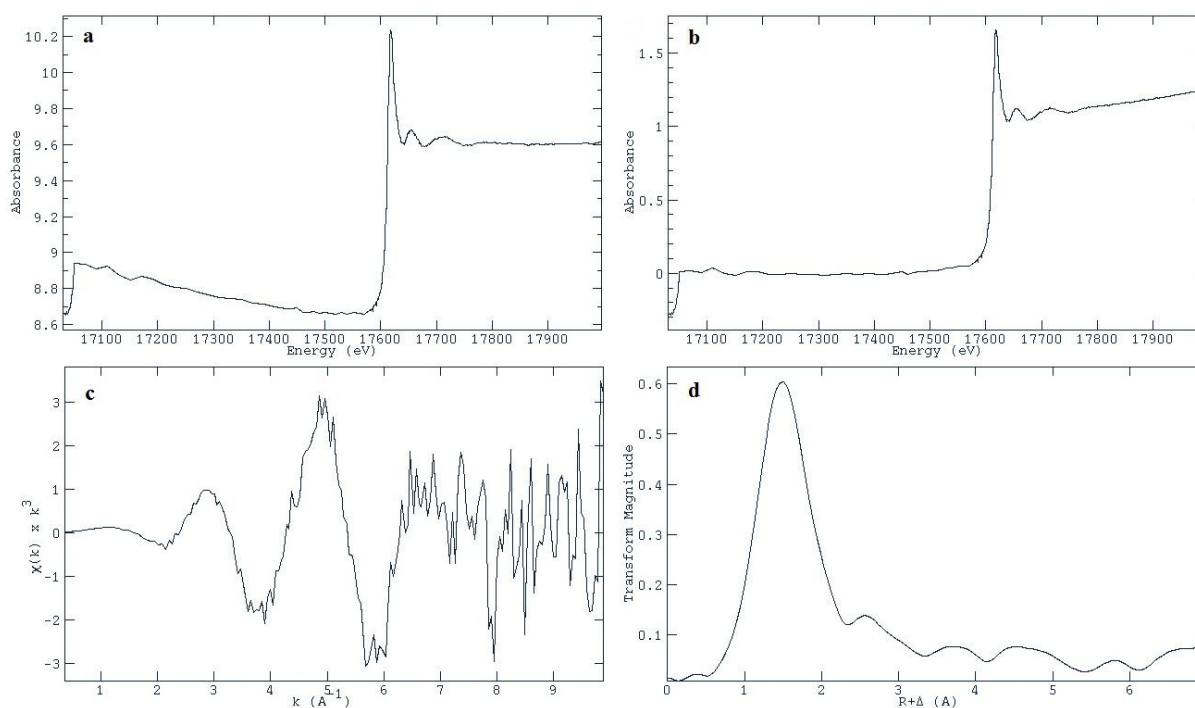 a
10.2
10
9.8
9.6
9.4
9.2
9
8.8
8.6
Absorbance
17100 17200 17300 17400 17500 17600 17700 17800 17900
Energy (eV)
b
1.5
1
0.5
0
Absorbance
17100 17200 17300 17400 17500 17600 17700 17800 17900
Energy (eV)
c
3
2
1
0
-1
-2
-3
χ(k) x k³
1 2 3 4 5 6 7 8 9
k (A⁻¹)
d
0.6
0.5
0.4
0.3
0.2
0.1
Transform Magnitude
0 1 2 3 4 5 6
R+Δ (A)